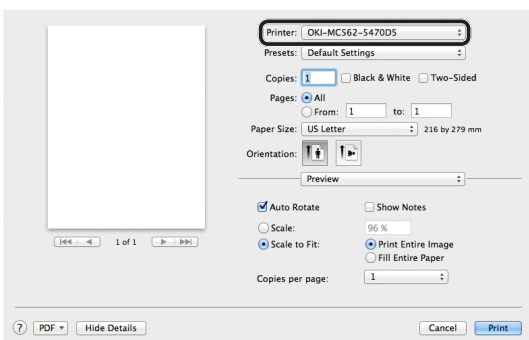 Printer: OKI-MC562-5470D5
Presets: Default Settings
Copies: 1 Black & White Two-Sided
Pages: All
From: 1 to: 1
Paper Size: US Letter 216 by 279 mm
Orientation:
Preview
Auto Rotate Show Notes
Scale: 96 %
Scale to Fit: Print Entire Image
Fill Entire Paper
Copies per page: 1
1 of 1
? PDF Hide Details Cancel Print